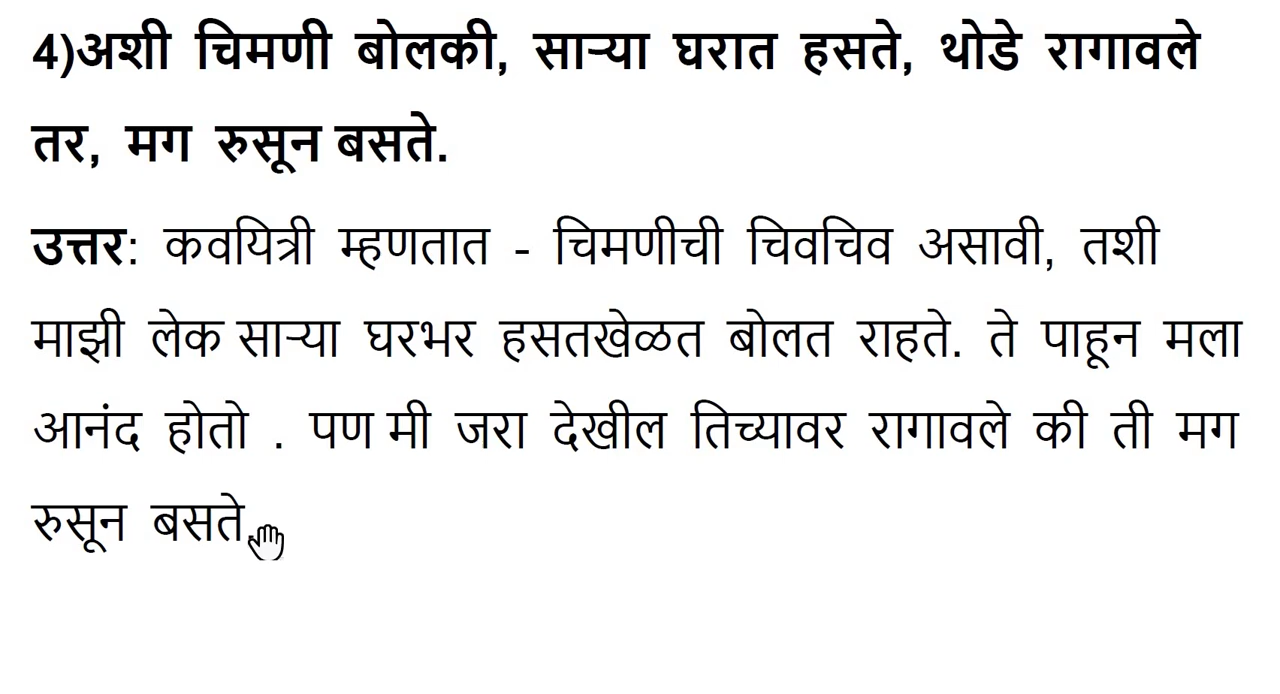 4)अशी चिमणी बोलकी, साऱ्या घरात हसते, थोडे रागावले
तर, मग रुसून बसते.
उत्तर: कवयित्री म्हणतात - चिमणीची चिवचिव असावी, तशी
माझी लेक साऱ्या घरभर हसतखेळत बोलत राहते. ते पाहून मला
आनंद होतो . पण मी जरा देखील तिच्यावर रागावले की ती मग
रुसून बसते